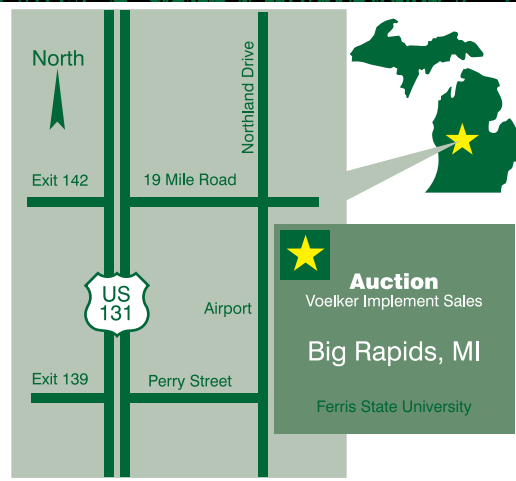 North
Northland Drive
Exit 142
19 Mile Road
US
131
Airport
Exit 139
Perry Street
Auction
Voelker Implement Sales
Big Rapids, MI
Ferris State University